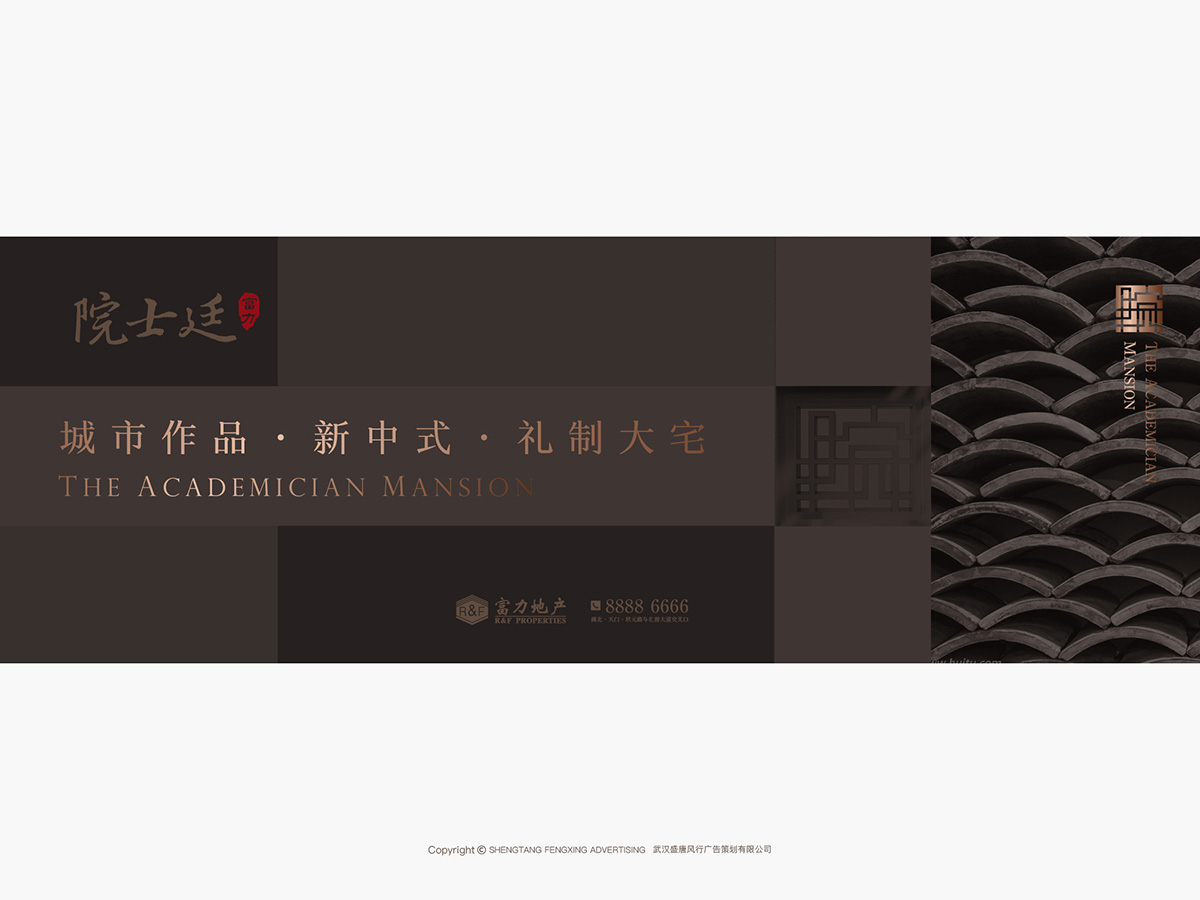 院士廷
富力
城市作品·新中式·礼制大宅
THE ACADEMICIAN MANSION
R&F
富力地产
R&F PROPERTIES
8888 6666
THE ACADEMICIAN
MANSION
Copyright © SHENGTANG FENGXING ADVERTISING 武汉盛唐风行广告策划有限公司